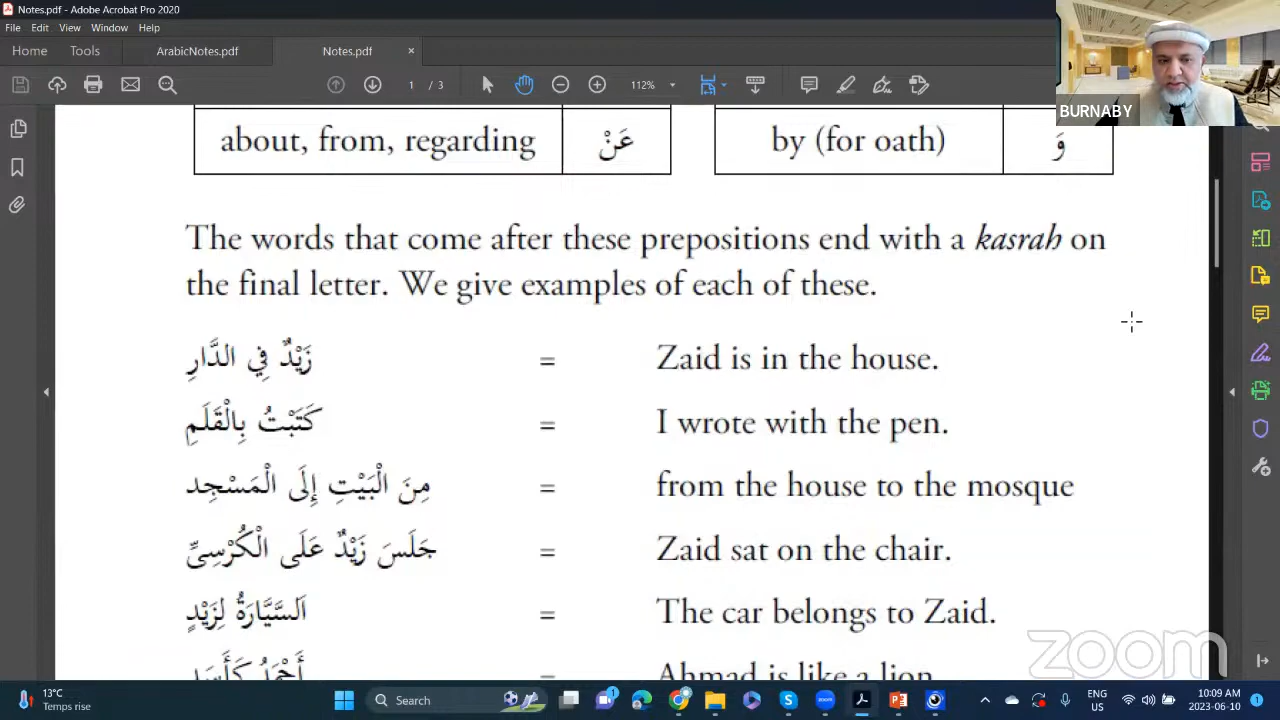 Notes.pdf - Adobe Acrobat Pro 2020
File Edit View Window Help
Home Tools ArabicNotes.pdf Notes.pdf ×
1 / 3 112%
BURNABY
about, from, regarding عَنْ by (for oath) وَ
The words that come after these prepositions end with a kasrah on
the final letter. We give examples of each of these.
زَيْدٌ فِي الدَّارِ = Zaid is in the house.
كَتَبْتُ بِالْقَلَمِ = I wrote with the pen.
مِنَ الْبَيْتِ إِلَى الْمَسْجِد = from the house to the mosque
جَلَسَ زَيْدٌ عَلَى الْكُرْسِىِّ = Zaid sat on the chair.
اَلسَّيَّارَةُ لِزَيْدٍ = The car belongs to Zaid.
أَحْمَدُ كَأَسَد = Ahmad is like a lion
zoom
13°C
Temps rise
Search
ENG
US
10:09 AM
2023-06-10